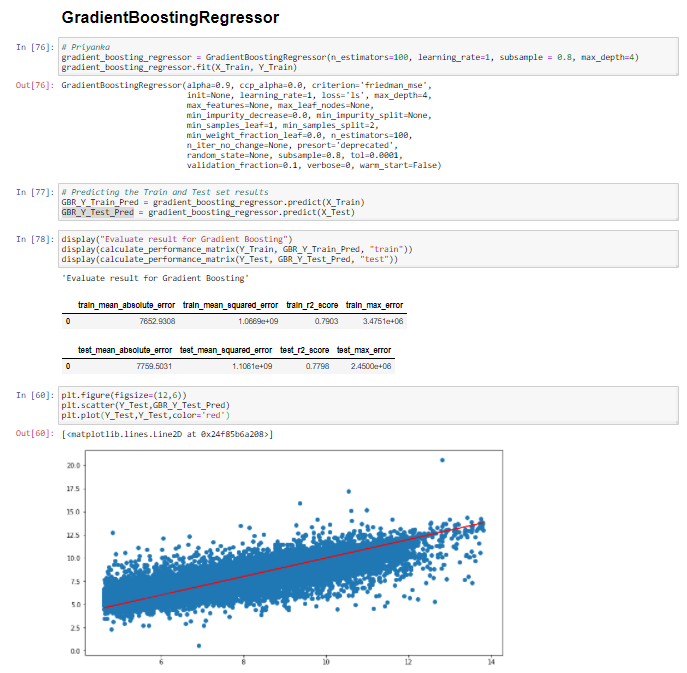 GradientBoostingRegressor
In [76]: # Priyanka
gradient_boosting_regressor = GradientBoostingRegressor(n_estimators=100, learning_rate=1, subsample = 0.8, max_depth=4)
gradient_boosting_regressor.fit(X_Train, Y_Train)
Out[76]: GradientBoostingRegressor(alpha=0.9, ccp_alpha=0.0, criterion='friedman_mse',
init=None, learning_rate=1, loss='ls', max_depth=4,
max_features=None, max_leaf_nodes=None,
min_impurity_decrease=0.0, min_impurity_split=None,
min_samples_leaf=1, min_samples_split=2,
min_weight_fraction_leaf=0.0, n_estimators=100,
n_iter_no_change=None, presort='deprecated',
random_state=None, subsample=0.8, tol=0.0001,
validation_fraction=0.1, verbose=0, warm_start=False)
In [77]: # Predicting the Train and Test set results
GBR_Y_Train_Pred = gradient_boosting_regressor.predict(X_Train)
GBR_Y_Test_Pred = gradient_boosting_regressor.predict(X_Test)
In [78]: display("Evaluate result for Gradient Boosting")
display(calculate_performance_matrix(Y_Train, GBR_Y_Train_Pred, "train"))
display(calculate_performance_matrix(Y_Test, GBR_Y_Test_Pred, "test"))
'Evaluate result for Gradient Boosting'
train_mean_absolute_error train_mean_squared_error train_r2_score train_max_error
0 7652.9308 1.0669e+09 0.7903 3.4751e+06
test_mean_absolute_error test_mean_squared_error test_r2_score test_max_error
0 7759.5031 1.1061e+09 0.7798 2.4500e+06
In [60]: plt.figure(figsize=(12,6))
plt.scatter(Y_Test,GBR_Y_Test_Pred)
plt.plot(Y_Test,Y_Test,color='red')
Out[60]: [<matplotlib.lines.Line2D at 0x24f85b6a208>]
20.0
17.5
15.0
12.5
10.0
7.5
5.0
2.5
0.0
6 8 10 12 14